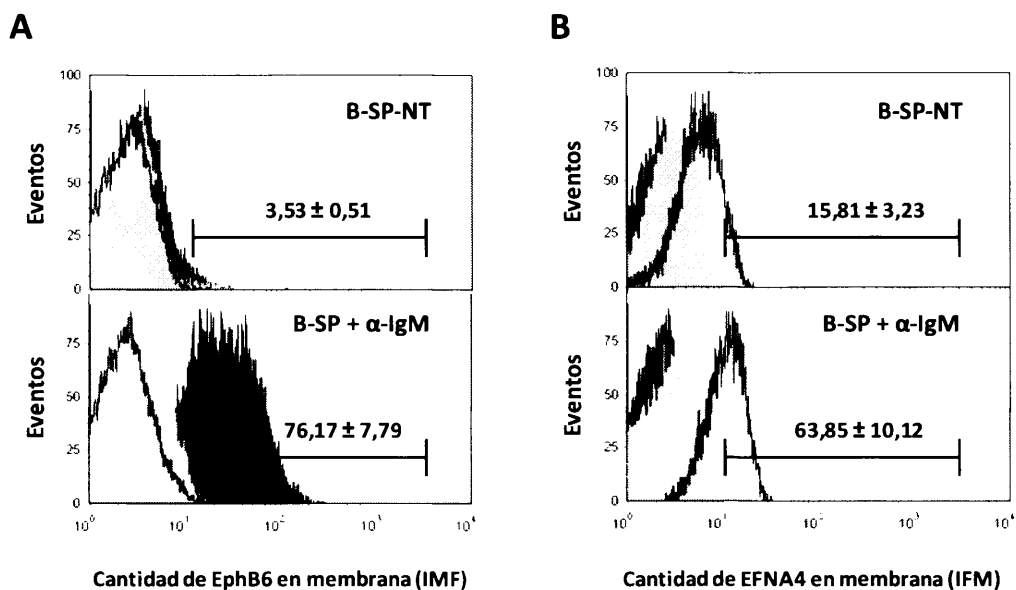 A
B
100
75
50
25
0
Eventos
B-SP-NT
3,53 ± 0,51
75
50
25
0
Eventos
B-SP + α-IgM
76,17 ± 7,79
10⁰ 10¹ 10² 10³ 10⁴
Cantidad de EphB6 en membrana (IMF)
100
75
50
25
0
Eventos
B-SP-NT
15,81 ± 3,23
75
50
25
0
Eventos
B-SP + α-IgM
63,85 ± 10,12
10⁰ 10¹ 10² 10³ 10⁴
Cantidad de EFNA4 en membrana (IFM)